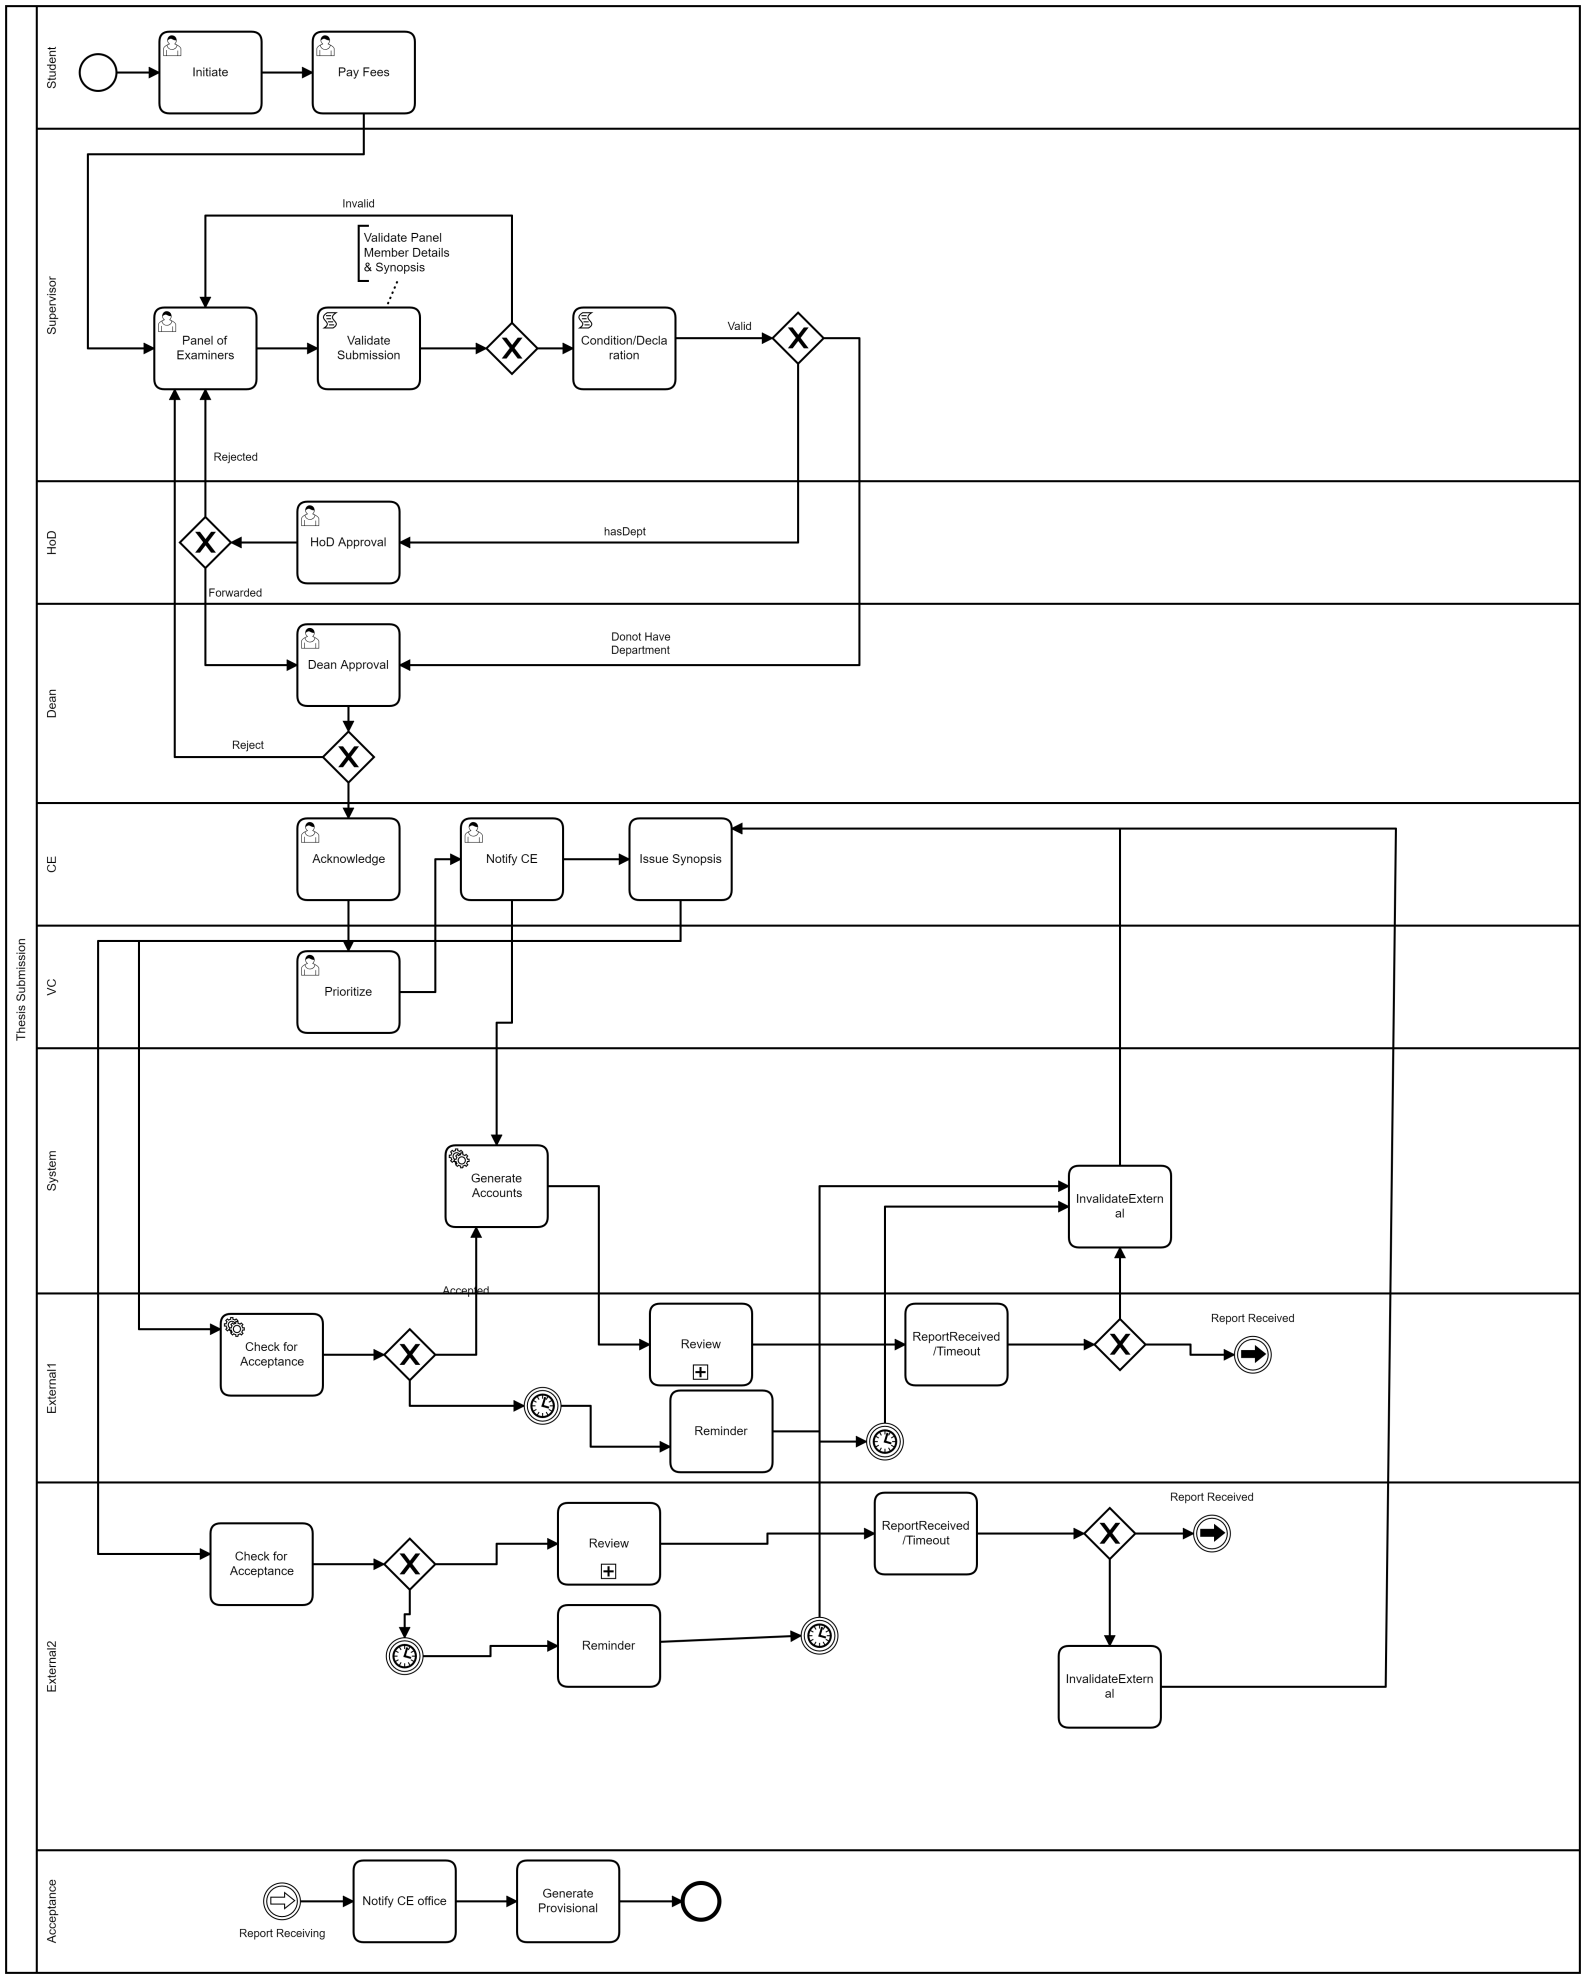 Thesis Submission
Student
Initiate
Pay Fees
Supervisor
Invalid
Validate Panel
Member Details
& Synopsis
Panel of
Examiners
Validate
Submission
Condition/Decla
ration
Valid
Rejected
HoD
HoD Approval
hasDept
Forwarded
Dean
Dean Approval
Donot Have
Department
Reject
CE
Acknowledge
Notify CE
Issue Synopsis
VC
Prioritize
System
Generate
Accounts
InvalidateExtern
al
Accepted
External1
Check for
Acceptance
Review
ReportReceived
/Timeout
Report Received
Reminder
External2
Check for
Acceptance
Review
ReportReceived
/Timeout
Report Received
Reminder
InvalidateExtern
al
Acceptance
Report Receiving
Notify CE office
Generate
Provisional